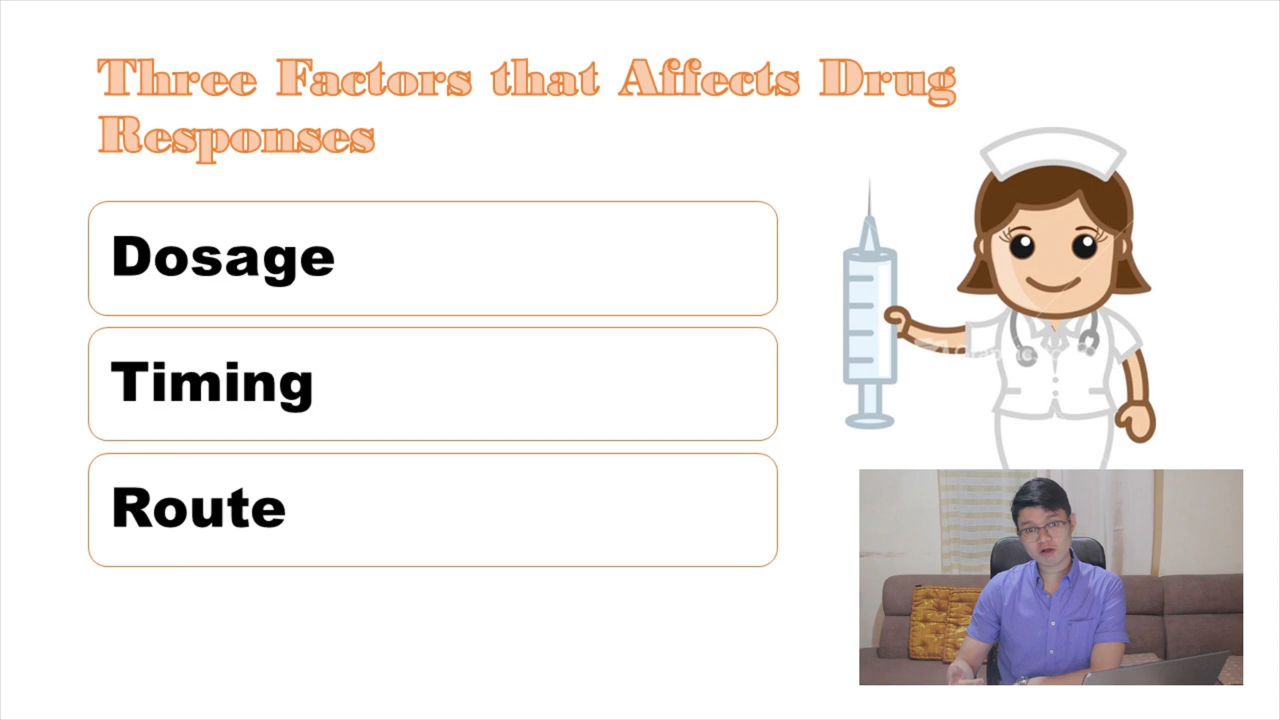 Three Factors that Affects Drug
Responses
Dosage
Timing
Route